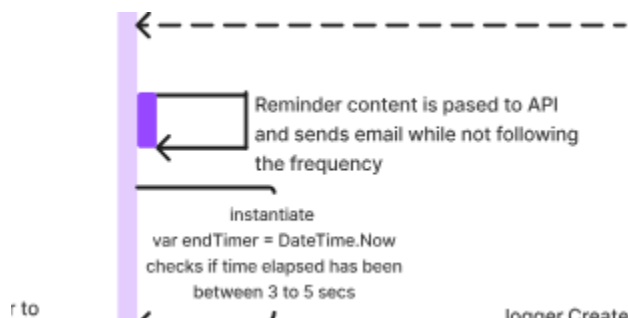 Reminder content is pased to API
and sends email while not following
the frequency
instantiate
var endTimer = DateTime.Now
checks if time elapsed has been
between 3 to 5 secs
r to
logger Create